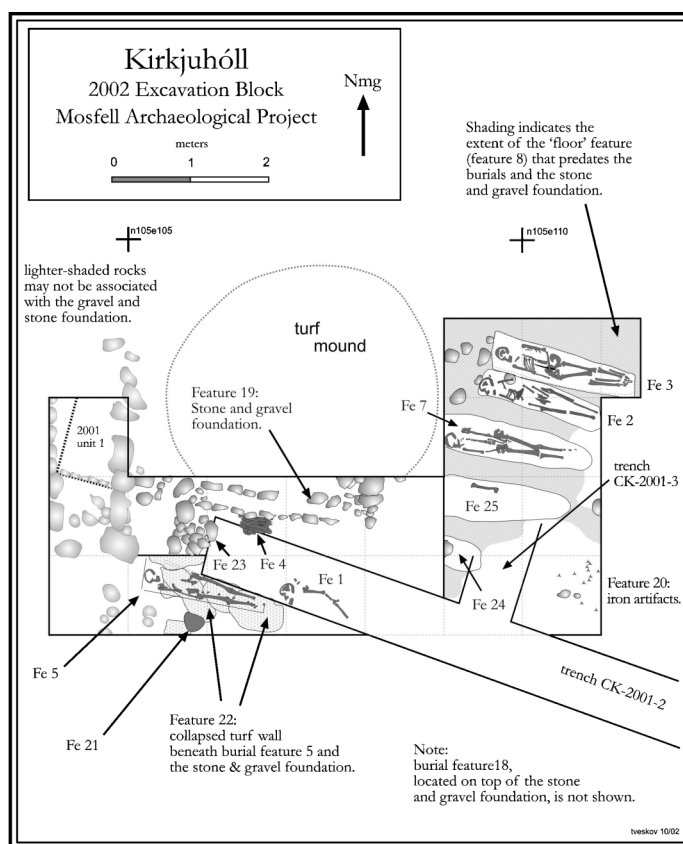 Kirkjuhóll
2002 Excavation Block
Mosfell Archaeological Project
meters
0 1 2
Nmg
Shading indicates the
extent of the 'floor' feature
(feature 8) that predates the
burials and the stone
and gravel foundation.
n105e105
n105e110
lighter-shaded rocks
may not be associated
with the gravel and
stone foundation.
turf
mound
Feature 19:
Stone and gravel
foundation.
2001
unit 1
Fe 3
Fe 7
Fe 2
trench
CK-2001-3
Fe 25
Fe 23
Fe 4
Fe 1
Fe 24
Feature 20:
iron artifacts.
Fe 5
Fe 21
trench CK-2001-2
Feature 22:
collapsed turf wall
beneath burial feature 5 and
the stone & gravel foundation.
Note:
burial feature18,
located on top of the stone
and gravel foundation, is not shown.
tveskov 10/02